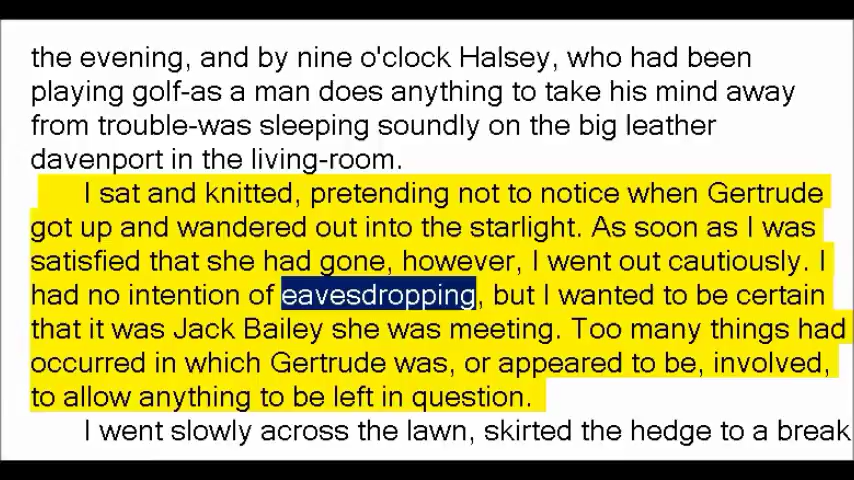 the evening, and by nine o'clock Halsey, who had been
playing golf-as a man does anything to take his mind away
from trouble-was sleeping soundly on the big leather
davenport in the living-room.
I sat and knitted, pretending not to notice when Gertrude
got up and wandered out into the starlight. As soon as I was
satisfied that she had gone, however, I went out cautiously. I
had no intention of eavesdropping, but I wanted to be certain
that it was Jack Bailey she was meeting. Too many things had
occurred in which Gertrude was, or appeared to be, involved,
to allow anything to be left in question.
I went slowly across the lawn, skirted the hedge to a break